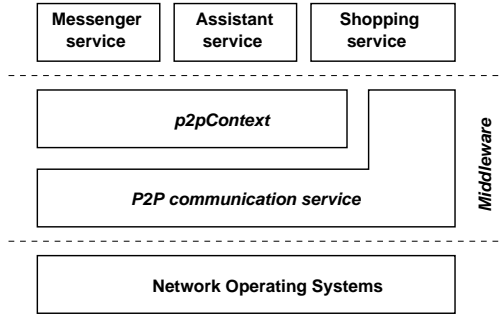 Messenger
service
Assistant
service
Shopping
service
p2pContext
P2P communication service
Middleware
Network Operating Systems